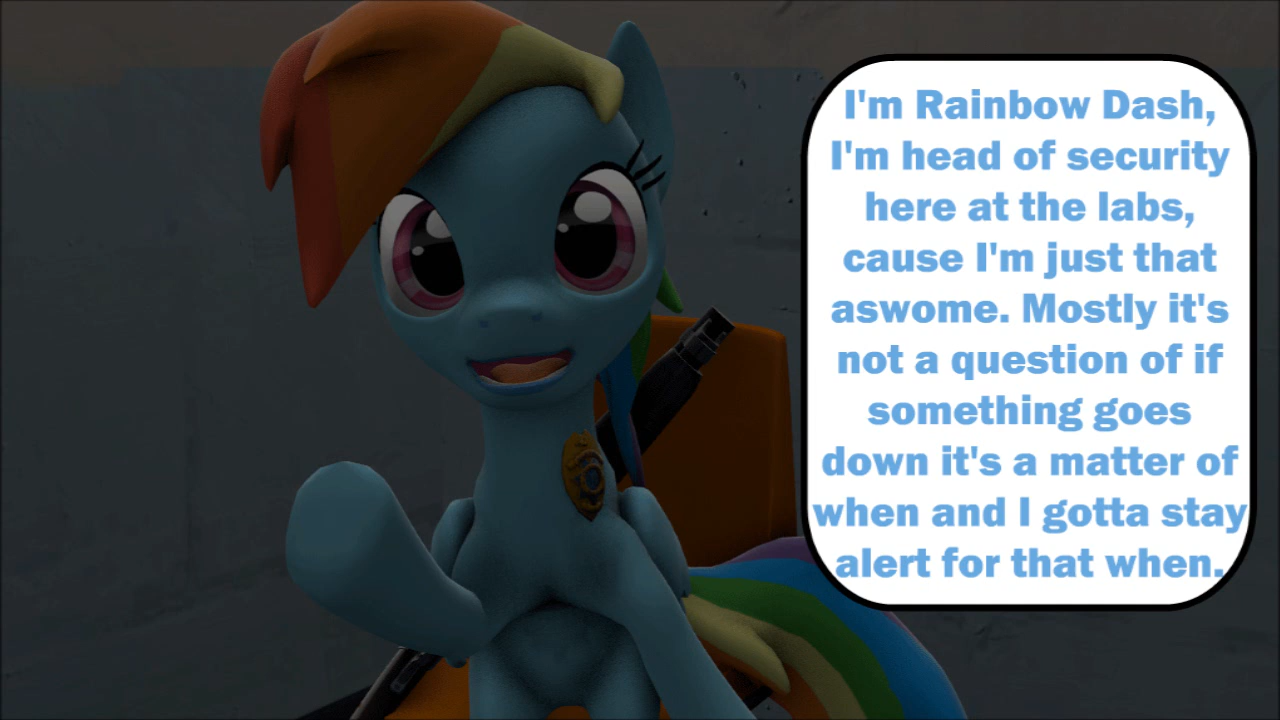 I'm Rainbow Dash,
I'm head of security
here at the labs,
cause I'm just that
aswome. Mostly it's
not a question of if
something goes
down it's a matter of
when and I gotta stay
alert for that when.